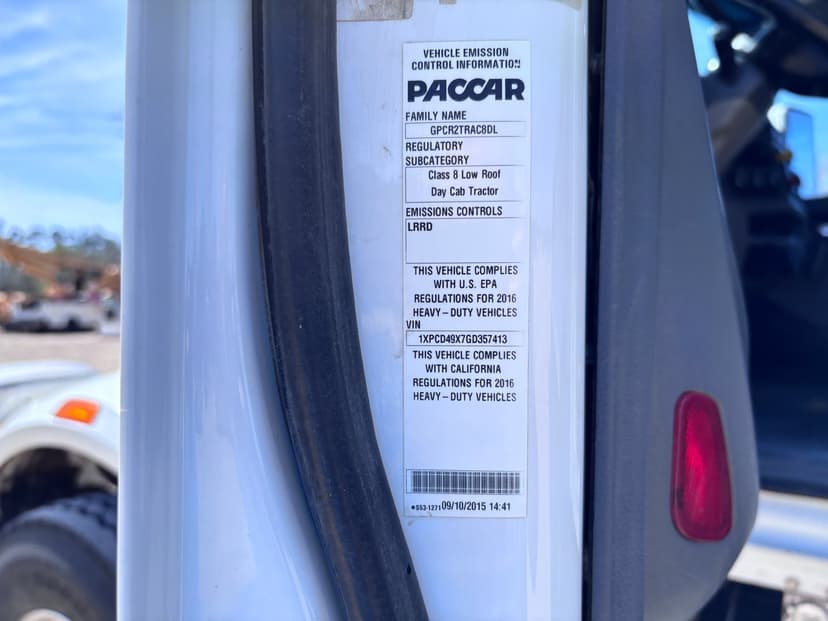 VEHICLE EMISSION
CONTROL INFORMATION
PACCAR
FAMILY NAME
GPCR2TRAC8DL
REGULATORY
SUBCATEGORY
Class 8 Low Roof
Day Cab Tractor
EMISSIONS CONTROLS
LRRD
THIS VEHICLE COMPLIES
WITH U.S. EPA
REGULATIONS FOR 2016
HEAVY-DUTY VEHICLES
VIN
1XPCD49X7GD357413
THIS VEHICLE COMPLIES
WITH CALIFORNIA
REGULATIONS FOR 2016
HEAVY-DUTY VEHICLES
*S53-1271 09/10/2015 14:41